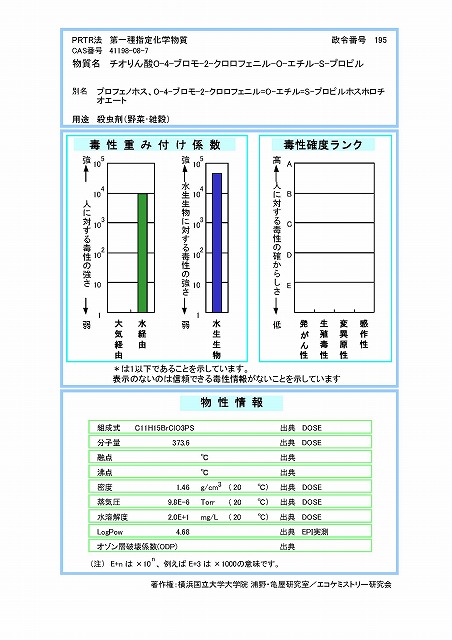 PRTR法 第一種指定化学物質 政令番号 195
CAS番号 41198-08-7
物質名 チオりん酸O-4-ブロモ-2-クロロフェニル-O-エチル-S-プロピル
別名 プロフェノホス、O-4-ブロモ-2-クロロフェニル=O-エチル=S-プロピルホスホロチ
オエート
用途 殺虫剤(野菜・雑穀)
毒性重み付け係数
強
人に対する毒性の強さ
弱
10^5
10^4
10^3
10^2
10
1
大気経由
水経由
強
水生生物に対する毒性の強さ
弱
10^5
10^4
10^3
10^2
10
1
水生生物
毒性確度ランク
高
人に対する毒性の確からしさ
低
A
B
C
D
E
発がん性
生殖毒性
変異原性
感作性
*は1以下であることを示しています。
表示のないのは信頼できる毒性情報がないことを示しています
物性情報
組成式 C11H15BrClO3PS 出典 DOSE
分子量 373.6 出典 DOSE
融点 ℃ 出典
沸点 ℃ 出典
密度 1.46 g/cm^3 (20 ℃) 出典 DOSE
蒸気圧 9.8E-6 Torr (20 ℃) 出典 DOSE
水溶解度 2.0E+1 mg/L (20 ℃) 出典 DOSE
LogPow 4.68 出典 EPI実測
オゾン層破壊係数(ODP) 出典
(注) E+n は ×10^n、例えば E+3 は ×1000の意味です。
著作権:横浜国立大学大学院 浦野・亀屋研究室/エコケミストリー研究会